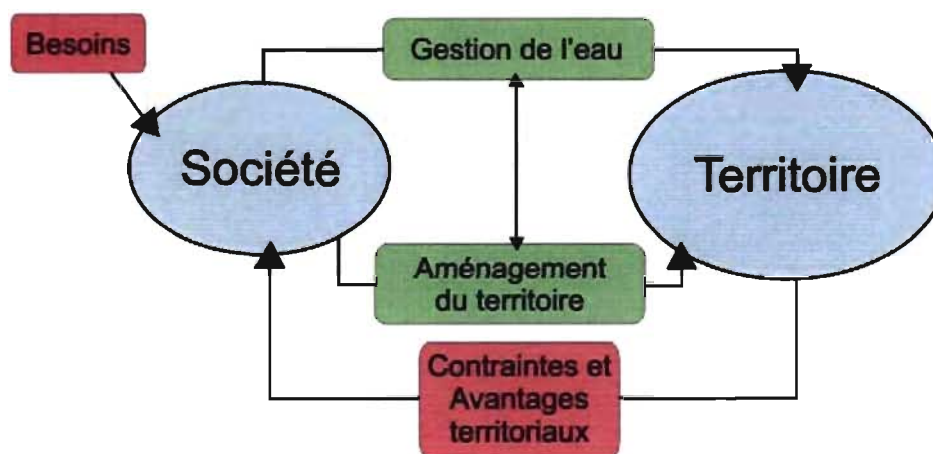 Besoins
Gestion de l'eau
Société
Territoire
Aménagement
du territoire
Contraintes et
Avantages
territoriaux